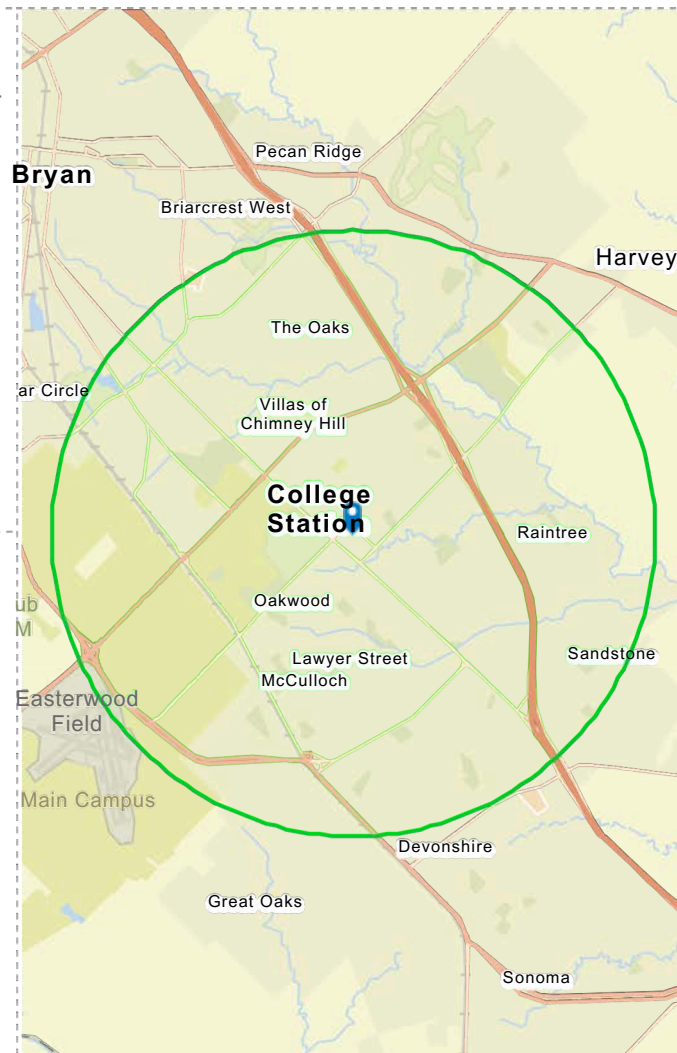 Pecan Ridge
Bryan
Briarcrest West
Harvey
The Oaks
ar Circle
Villas of
Chimney Hill
College
Station
Raintree
Oakwood
ub
M
Lawyer Street
Sandstone
McCulloch
Easterwood
Field
Main Campus
Devonshire
Great Oaks
Sonoma